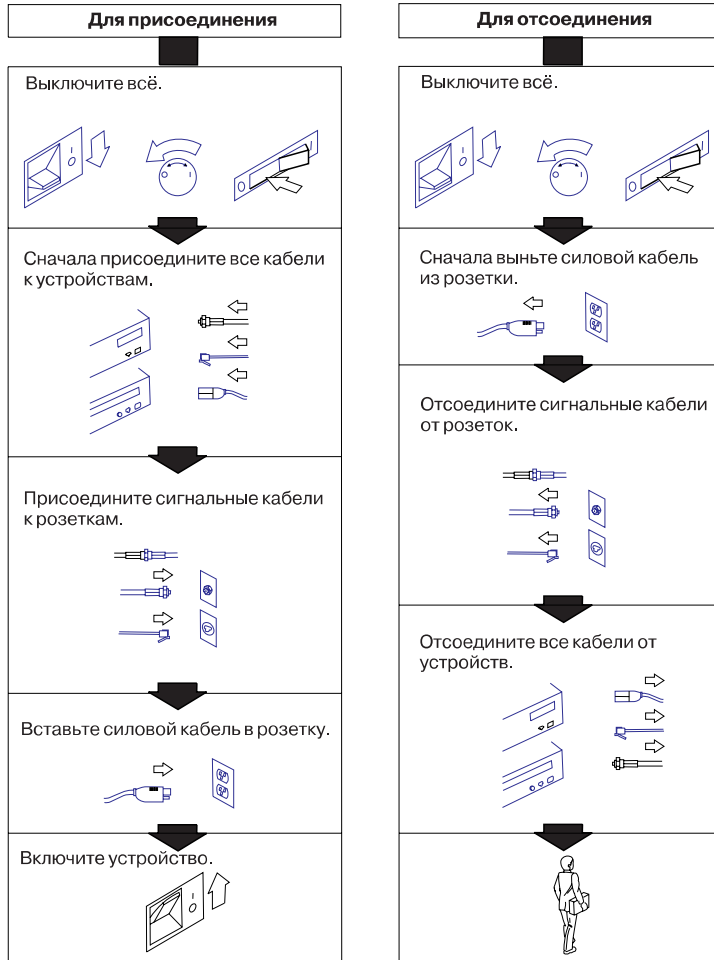 Для присоединения
Выключите всё.
Сначала присоедините все кабели
к устройствам.
Присоедините сигнальные кабели
к розеткам.
Вставьте силовой кабель в розетку.
Включите устройство.
Для отсоединения
Выключите всё.
Сначала выньте силовой кабель
из розетки.
Отсоедините сигнальные кабели
от розеток.
Отсоедините все кабели от
устройств.